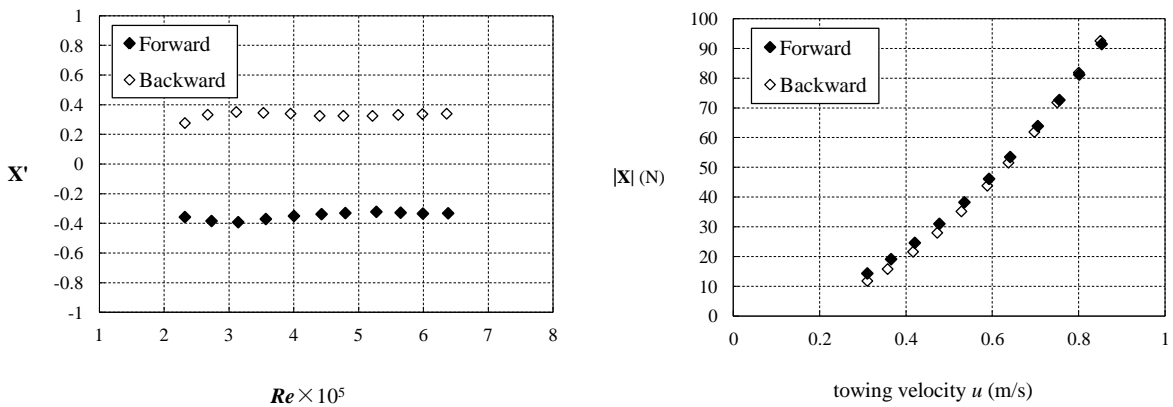 1
0.8
0.6
0.4
0.2
0
-0.2
-0.4
-0.6
-0.8
-1
X'
Forward
Backward
1 2 3 4 5 6 7 8
Re×10⁵
100
90
80
70
60
50
40
30
20
10
0
|X| (N)
Forward
Backward
0 0.2 0.4 0.6 0.8 1
towing velocity u (m/s)